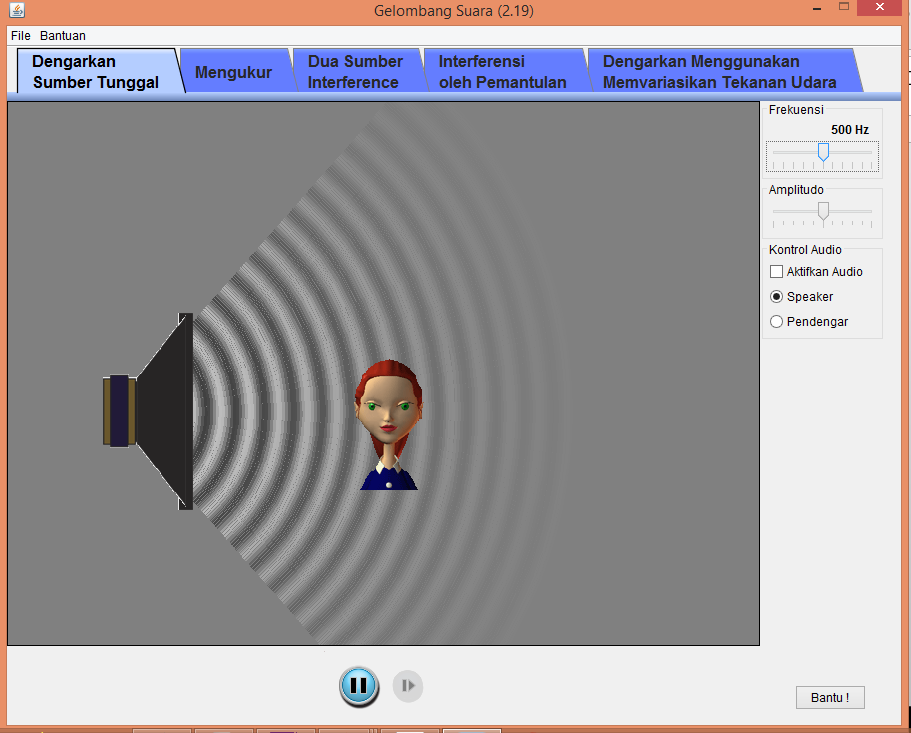 Gelombang Suara (2.19)
File Bantuan
Dengarkan
Sumber Tunggal
Mengukur
Dua Sumber
Interference
Interferensi
oleh Pemantulan
Dengarkan Menggunakan
Memvariasikan Tekanan Udara
Frekuensi
500 Hz
Amplitudo
Kontrol Audio
Aktifkan Audio
Speaker
Pendengar
Bantu !